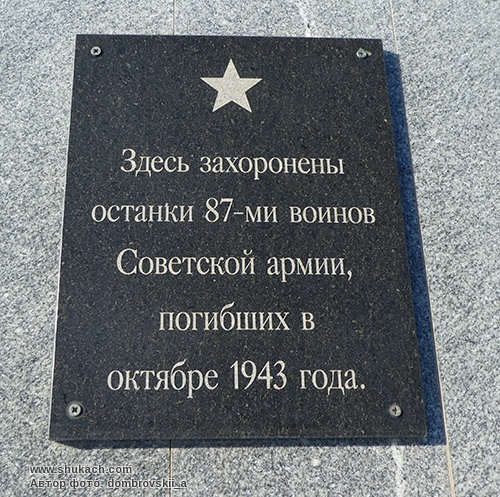 Здесь захоронены
останки 87-ми воинов
Советской армии,
погибших в
октябре 1943 года.
www.shukach.com
Автор фото: dombrovskii_a